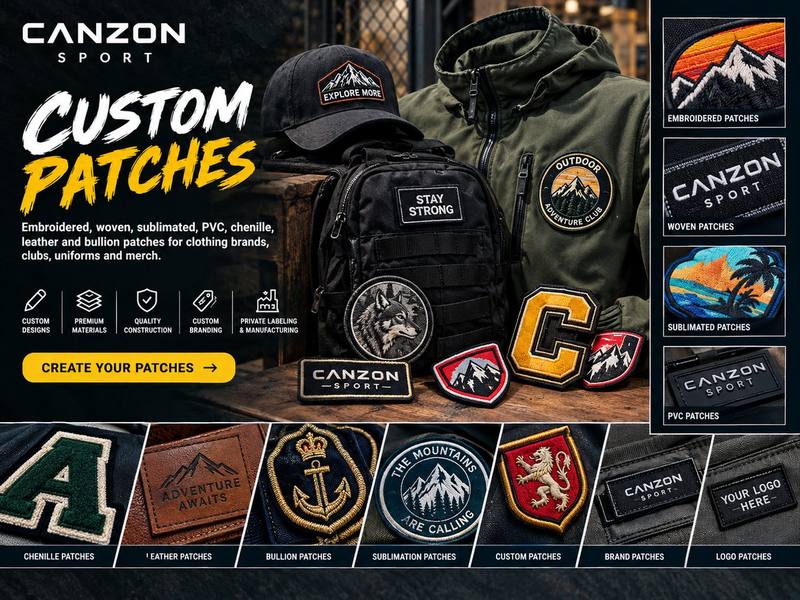 CANZON
SPORT
CUSTOM
PATCHES
Embroidered, woven, sublimated, PVC, chenille,
leather and bullion patches for clothing brands,
clubs, uniforms and merch.
CUSTOM
DESIGNS
PREMIUM
MATERIALS
QUALITY
CONSTRUCTION
CUSTOM
BRANDING
PRIVATE LABELING
& MANUFACTURING
CREATE YOUR PATCHES →
EXPLORE MORE
STAY
STRONG
OUTDOOR
ADVENTURE CLUB
C
CANZON
SPORT
EMBROIDERED PATCHES
CANZON
SPORT
WOVEN PATCHES
SUBLIMATED PATCHES
CANZON
SPORT
PVC PATCHES
A
CHENILLE PATCHES
ADVENTURE
AWAITS
EATHER PATCHES
BULLION PATCHES
THE MOUNTAINS
ARE CALLING
SUBLIMATION PATCHES
CUSTOM PATCHES
CANZON
SPORT
BRAND PATCHES
YOUR LOGO
HERE
LOGO PATCHES